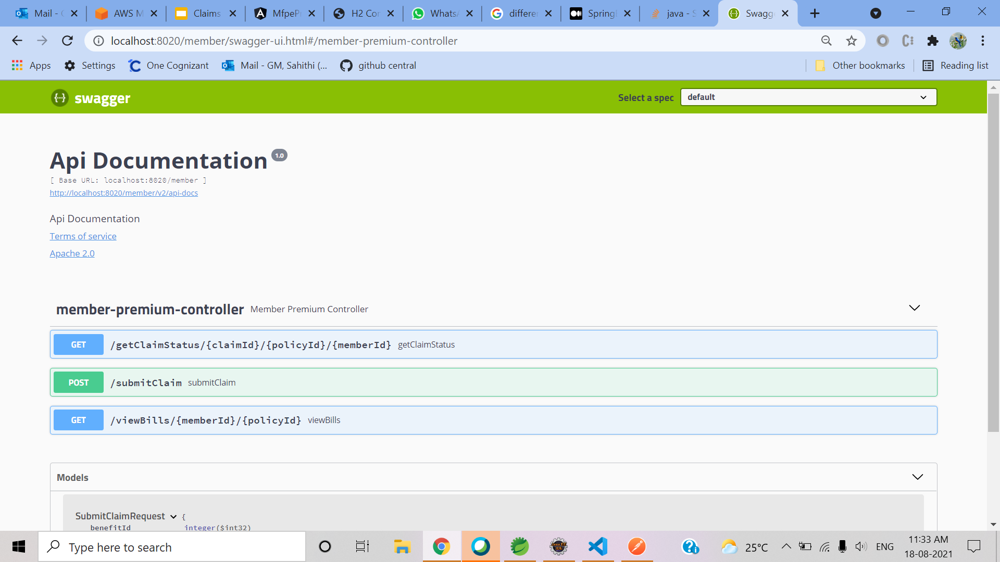 Mail - G
AWS M
Claims
MfpePr
H2 Con
WhatsA
differen
Spring
java - S
Swagge
localhost:8020/member/swagger-ui.html#/member-premium-controller
Apps
Settings
One Cognizant
Mail - GM, Sahithi (...
github central
Other bookmarks
Reading list
swagger
Select a spec
default
Api Documentation 1.0
[ Base URL: localhost:8020/member ]
http://localhost:8020/member/v2/api-docs
Api Documentation
Terms of service
Apache 2.0
member-premium-controller Member Premium Controller
GET /getClaimStatus/{claimId}/{policyId}/{memberId} getClaimStatus
POST /submitClaim submitClaim
GET /viewBills/{memberId}/{policyId} viewBills
Models
SubmitClaimRequest {
benefitId integer($int32)
Type here to search
25°C
ENG
11:33 AM
18-08-2021